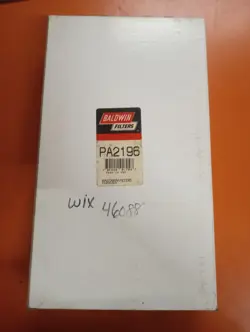 BALDWIN
FILTERS
PA2196
wix 46088